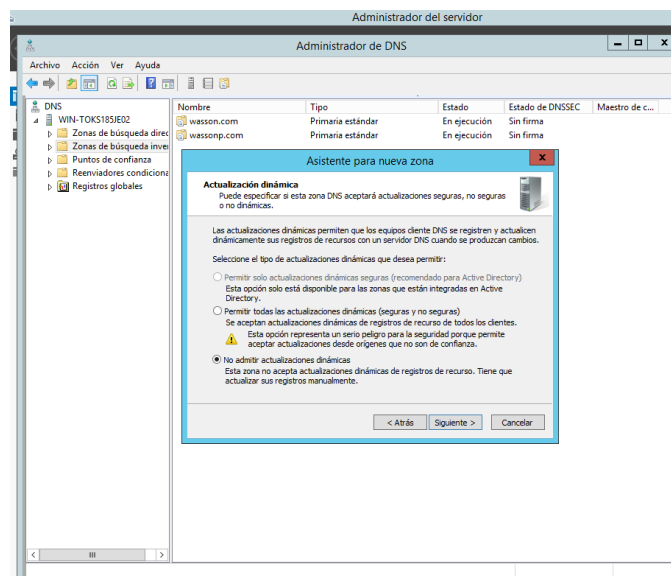 Administrador del servidor
Administrador de DNS
Archivo Acción Ver Ayuda
DNS
WIN-TOKS185JE02
Zonas de búsqueda direc
Zonas de búsqueda inver
Puntos de confianza
Reenviadores condiciona
Registros globales
Nombre Tipo Estado Estado de DNSSEC Maestro de c...
wasson.com Primaria estándar En ejecución Sin firma
wassonp.com Primaria estándar En ejecución Sin firma
Asistente para nueva zona
Actualización dinámica
Puede especificar si esta zona DNS aceptará actualizaciones seguras, no seguras
o no dinámicas.
Las actualizaciones dinámicas permiten que los equipos cliente DNS se registren y actualicen
dinámicamente sus registros de recursos con un servidor DNS cuando se produzcan cambios.
Seleccione el tipo de actualizaciones dinámicas que desea permitir:
Permitir solo actualizaciones dinámicas seguras (recomendado para Active Directory)
Esta opción solo está disponible para las zonas que están integradas en Active
Directory.
Permitir todas las actualizaciones dinámicas (seguras y no
seguras)
Se aceptan actualizaciones dinámicas de registros de recurso de todos los clientes.
Esta opción representa un serio peligro para la seguridad porque permite
aceptar actualizaciones desde orígenes que no son de confianza.
No admitir actualizaciones dinámicas
Esta zona no acepta actualizaciones dinámicas de registros de recurso. Tiene que
actualizar sus registros manualmente.
< Atrás Siguiente > Cancelar